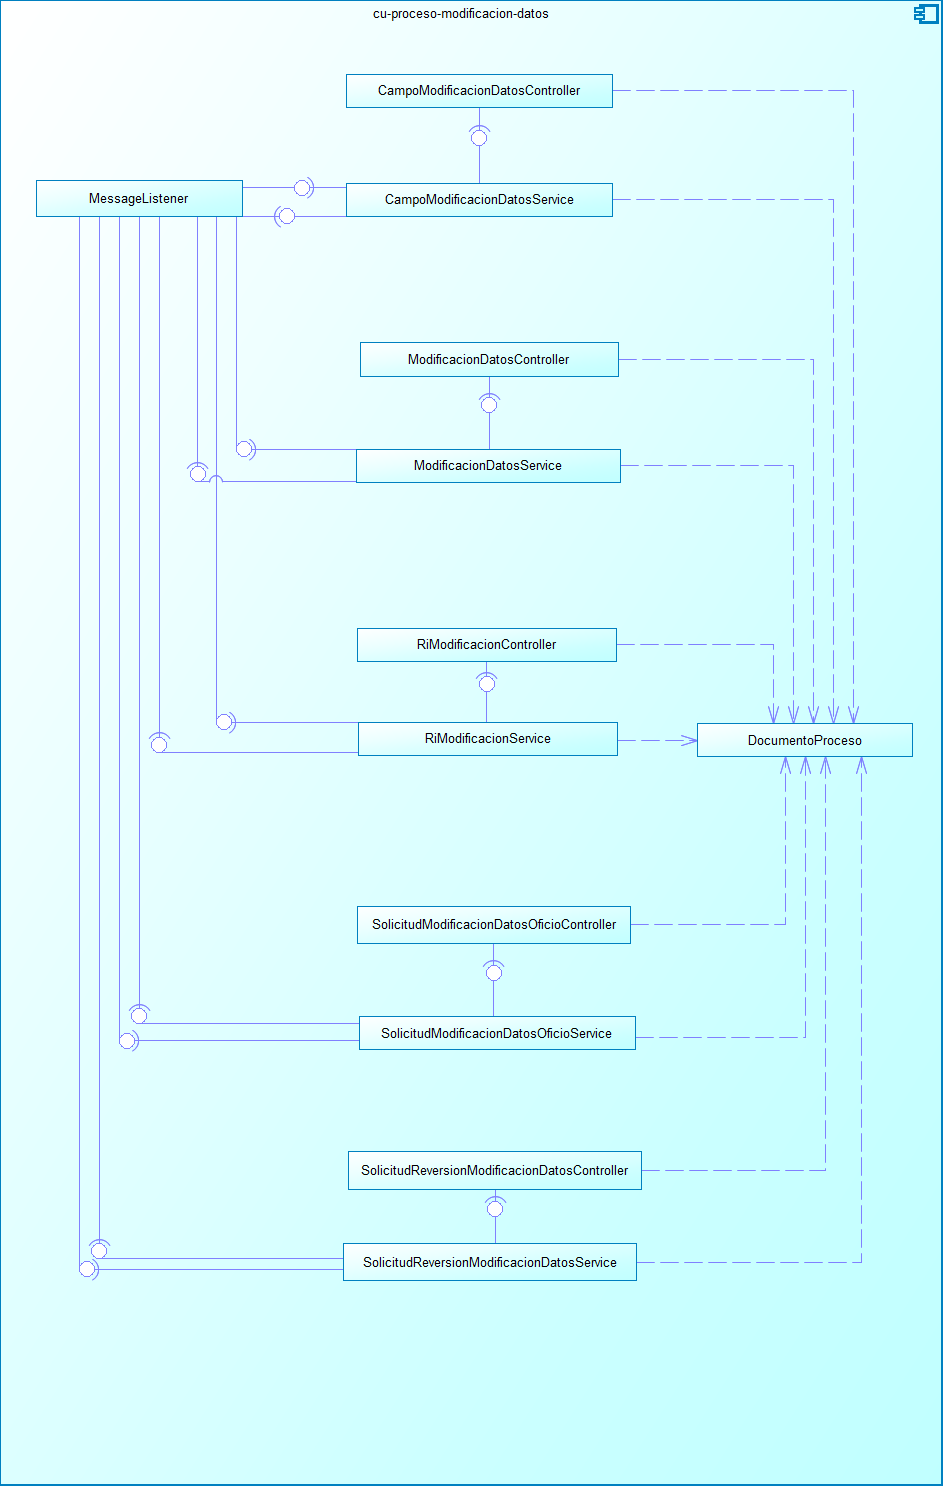 cu-proceso-modificacion-datos
CampoModificacionDatosController
MessageListener
CampoModificacionDatosService
ModificacionDatosController
ModificacionDatosService
RiModificacionController
RiModificacionService
DocumentoProceso
SolicitudModificacionDatosOficioController
SolicitudModificacionDatosOficioService
SolicitudReversionModificacionDatosController
SolicitudReversionModificacionDatosService